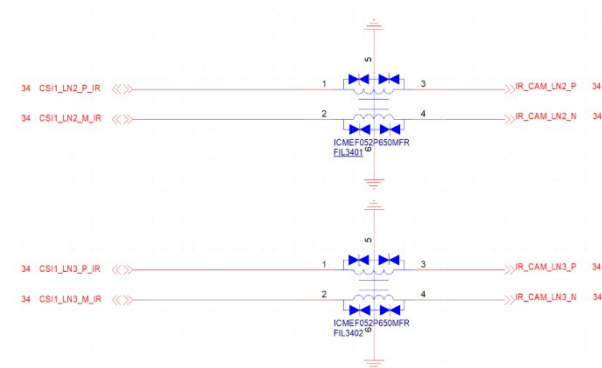 5
34 CSI1_LN2_P_IR 1 3 IR_CAM_LN2_P 34
34 CSI1_LN2_M_IR 2 4 IR_CAM_LN2_N 34
ICMEF052P650MFR
FIL3401 6
5
34 CSI1_LN3_P_IR 1 3 IR_CAM_LN3_P 34
34 CSI1_LN3_M_IR 2 4 IR_CAM_LN3_N 34
ICMEF052P650MFR
FIL3402 6